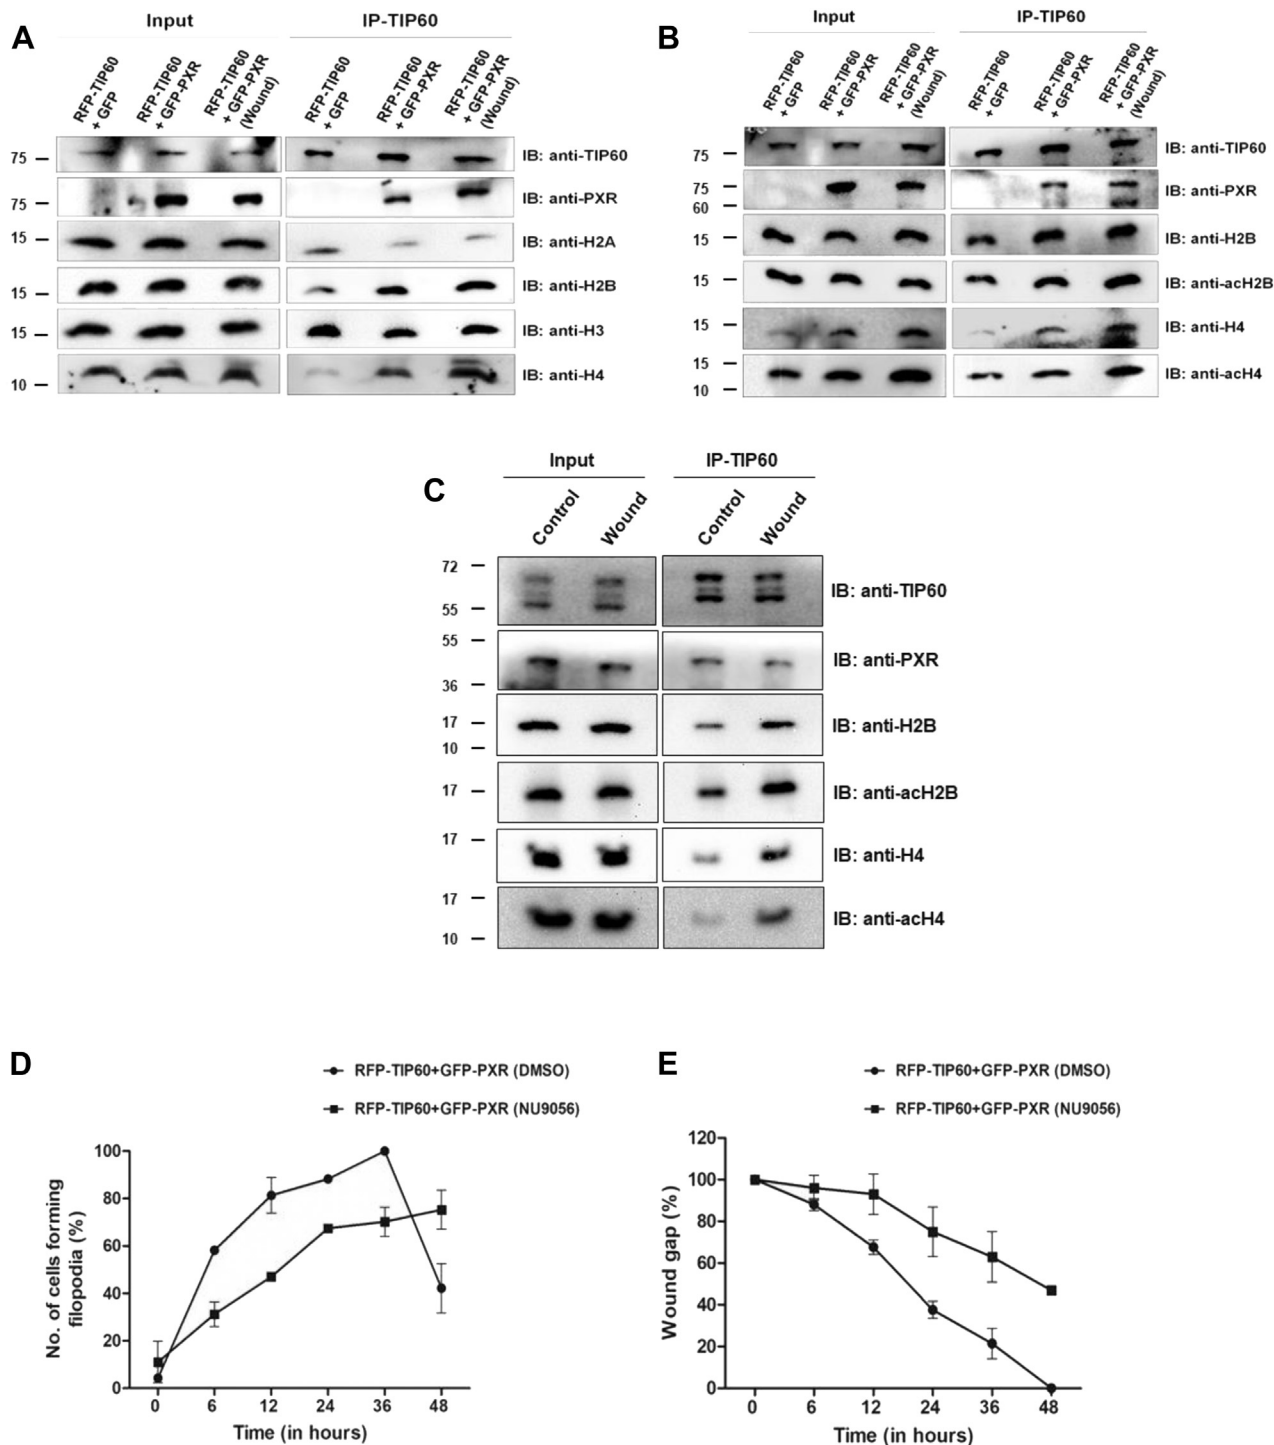 A
Input
IP-TIP60
RFP-TIP60
+ GFP
RFP-TIP60
+ GFP-PXR
RFP-TIP60
+ GFP-PXR
(Wound)
RFP-TIP60
+ GFP
RFP-TIP60
+ GFP-PXR
RFP-TIP60
+ GFP-PXR
(Wound)
75
IB: anti-TIP60
75
IB: anti-PXR
15
IB: anti-H2A
15
IB: anti-H2B
15
IB: anti-H3
10
IB: anti-H4
B
Input
IP-TIP60
RFP-TIP60
+ GFP
RFP-TIP60
+ GFP-PXR
RFP-TIP60
+ GFP-PXR
(Wound)
RFP-TIP60
+ GFP
RFP-TIP60
+ GFP-PXR
RFP-TIP60
+ GFP-PXR
(Wound)
75
IB: anti-TIP60
75
60
IB: anti-PXR
15
IB: anti-H2B
15
IB: anti-acH2B
15
IB: anti-H4
15
10
IB: anti-acH4
C
Input
IP-TIP60
Control
Wound
Control
Wound
72
55
IB: anti-TIP60
55
36
IB: anti-PXR
17
10
IB: anti-H2B
17
IB: anti-acH2B
17
IB: anti-H4
17
10
IB: anti-acH4
D
RFP-TIP60+GFP-PXR (DMSO)
RFP-TIP60+GFP-PXR (NU9056)
No. of cells forming
filopodia (%)
100
80
60
40
20
0
0 6 12 24 36 48
Time (in hours)
E
RFP-TIP60+GFP-PXR (DMSO)
RFP-TIP60+GFP-PXR (NU9056)
Wound gap (%)
120
100
80
60
40
20
0
0 6 12 24 36 48
Time (in hours)